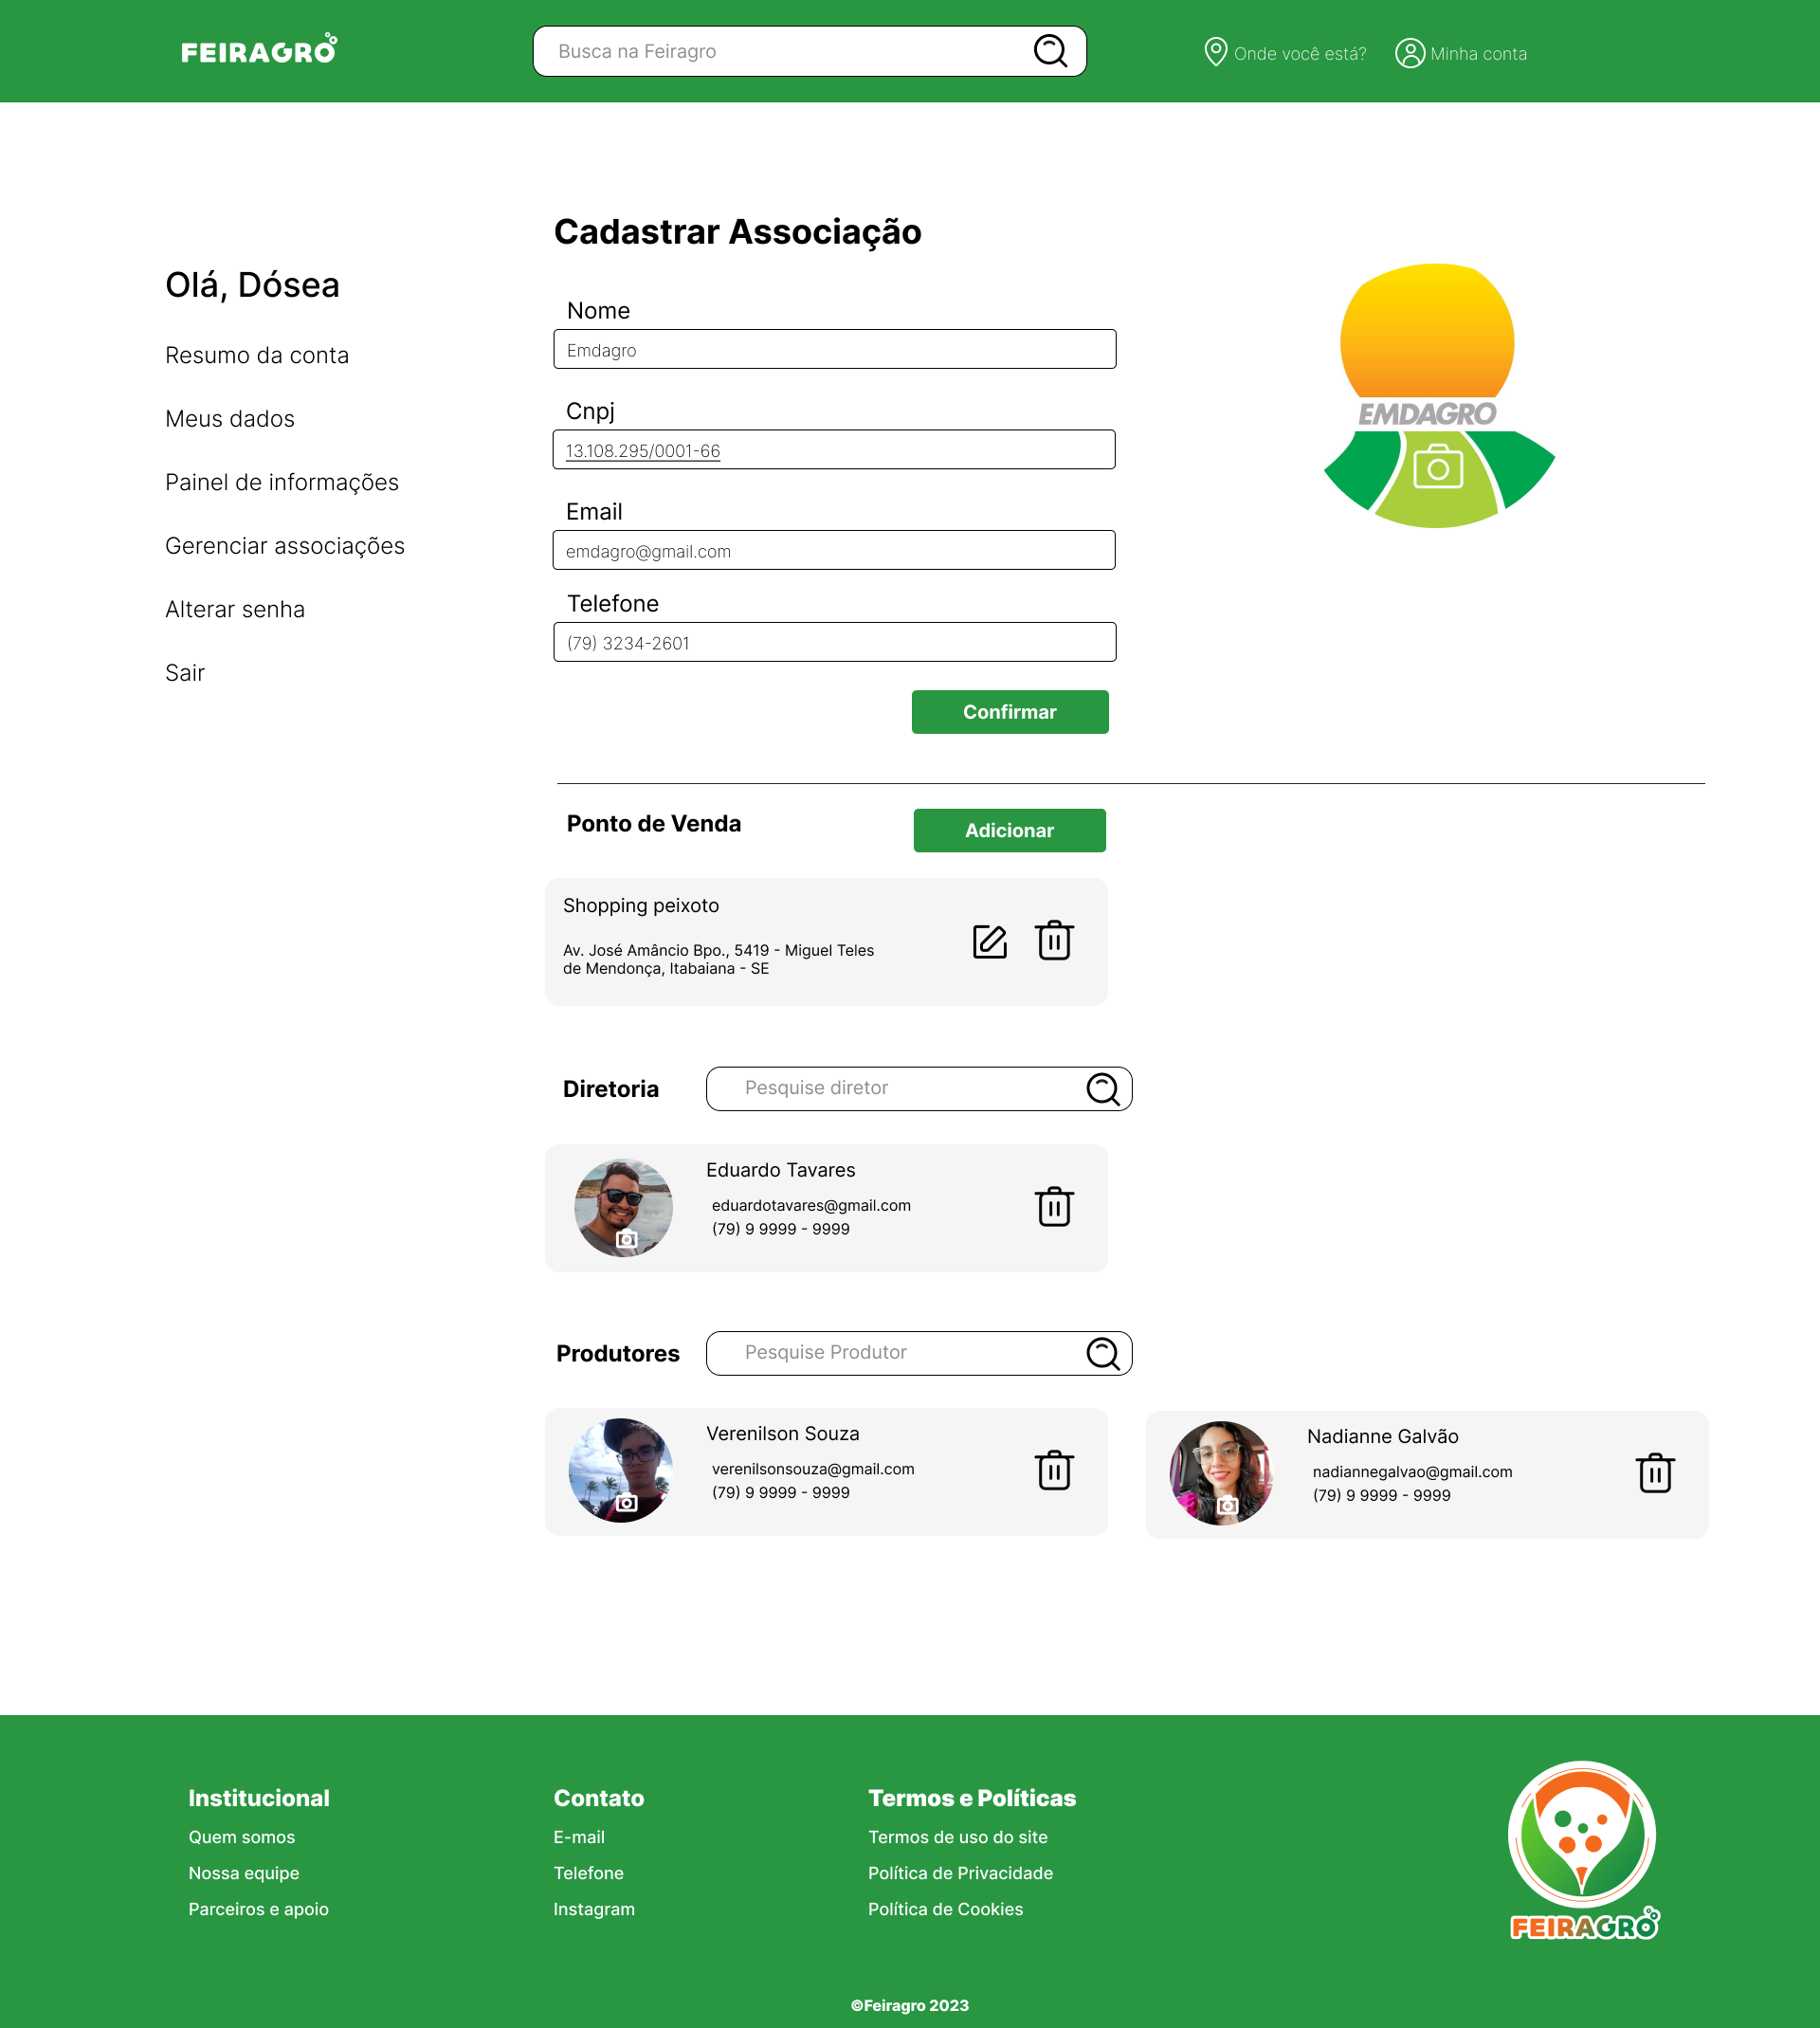 FEIRAGRO
Busca na Feiragro
Onde você está?
Minha conta
Cadastrar Associação
Olá, Dósea
Resumo da conta
Meus dados
Painel de informações
Gerenciar associações
Alterar senha
Sair
Nome
Emdagro
Cnpj
13.108.295/0001-66
Email
emdagro@gmail.com
Telefone
(79) 3234-2601
Confirmar
EMDAGRO
Ponto de Venda
Adicionar
Shopping peixoto
Av. José Amâncio Bpo., 5419 - Miguel Teles
de Mendonça, Itabaiana - SE
Diretoria
Pesquise diretor
Eduardo Tavares
eduardotavares@gmail.com
(79) 9 9999 - 9999
Produtores
Pesquise Produtor
Verenilson Souza
verenilsonsouza@gmail.com
(79) 9 9999 - 9999
Nadianne Galvão
nadiannegalvao@gmail.com
(79) 9 9999 - 9999
Institucional
Quem somos
Nossa equipe
Parceiros e apoio
Contato
E-mail
Telefone
Instagram
Termos e Políticas
Termos de uso do site
Política de Privacidade
Política de Cookies
FEIRAGRO
©Feiragro 2023